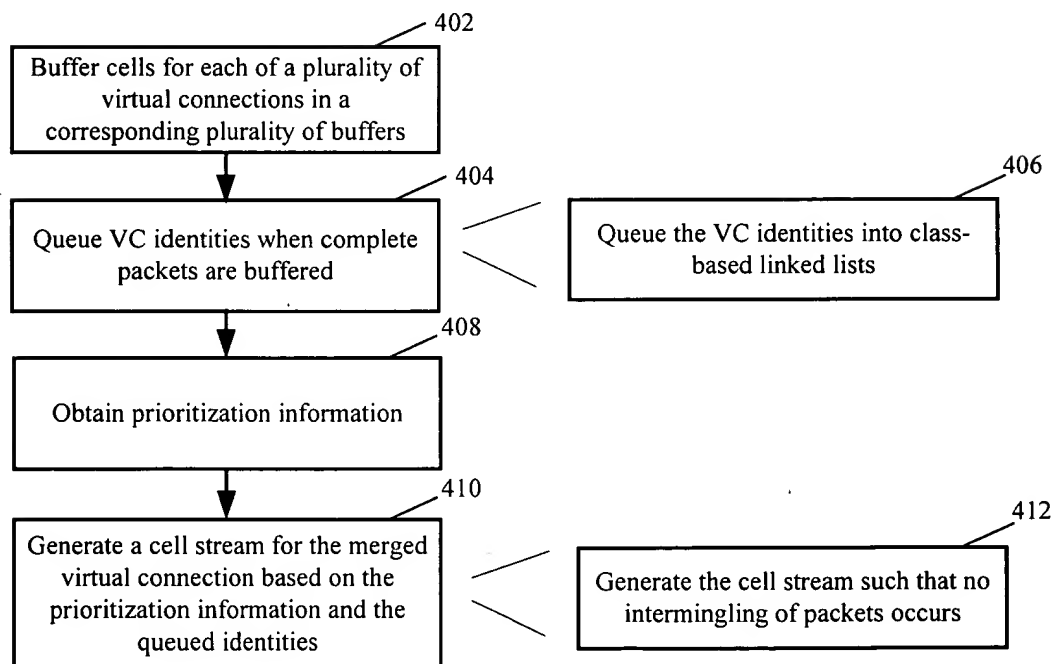 402
Buffer cells for each of a plurality of
virtual connections in a
corresponding plurality of buffers
404
Queue VC identities when complete
packets are buffered
406
Queue the VC identities into class-
based linked lists
408
Obtain prioritization information
410
Generate a cell stream for the merged
virtual connection based on the
prioritization information and the
queued identities
412
Generate the cell stream such that no
intermingling of packets occurs